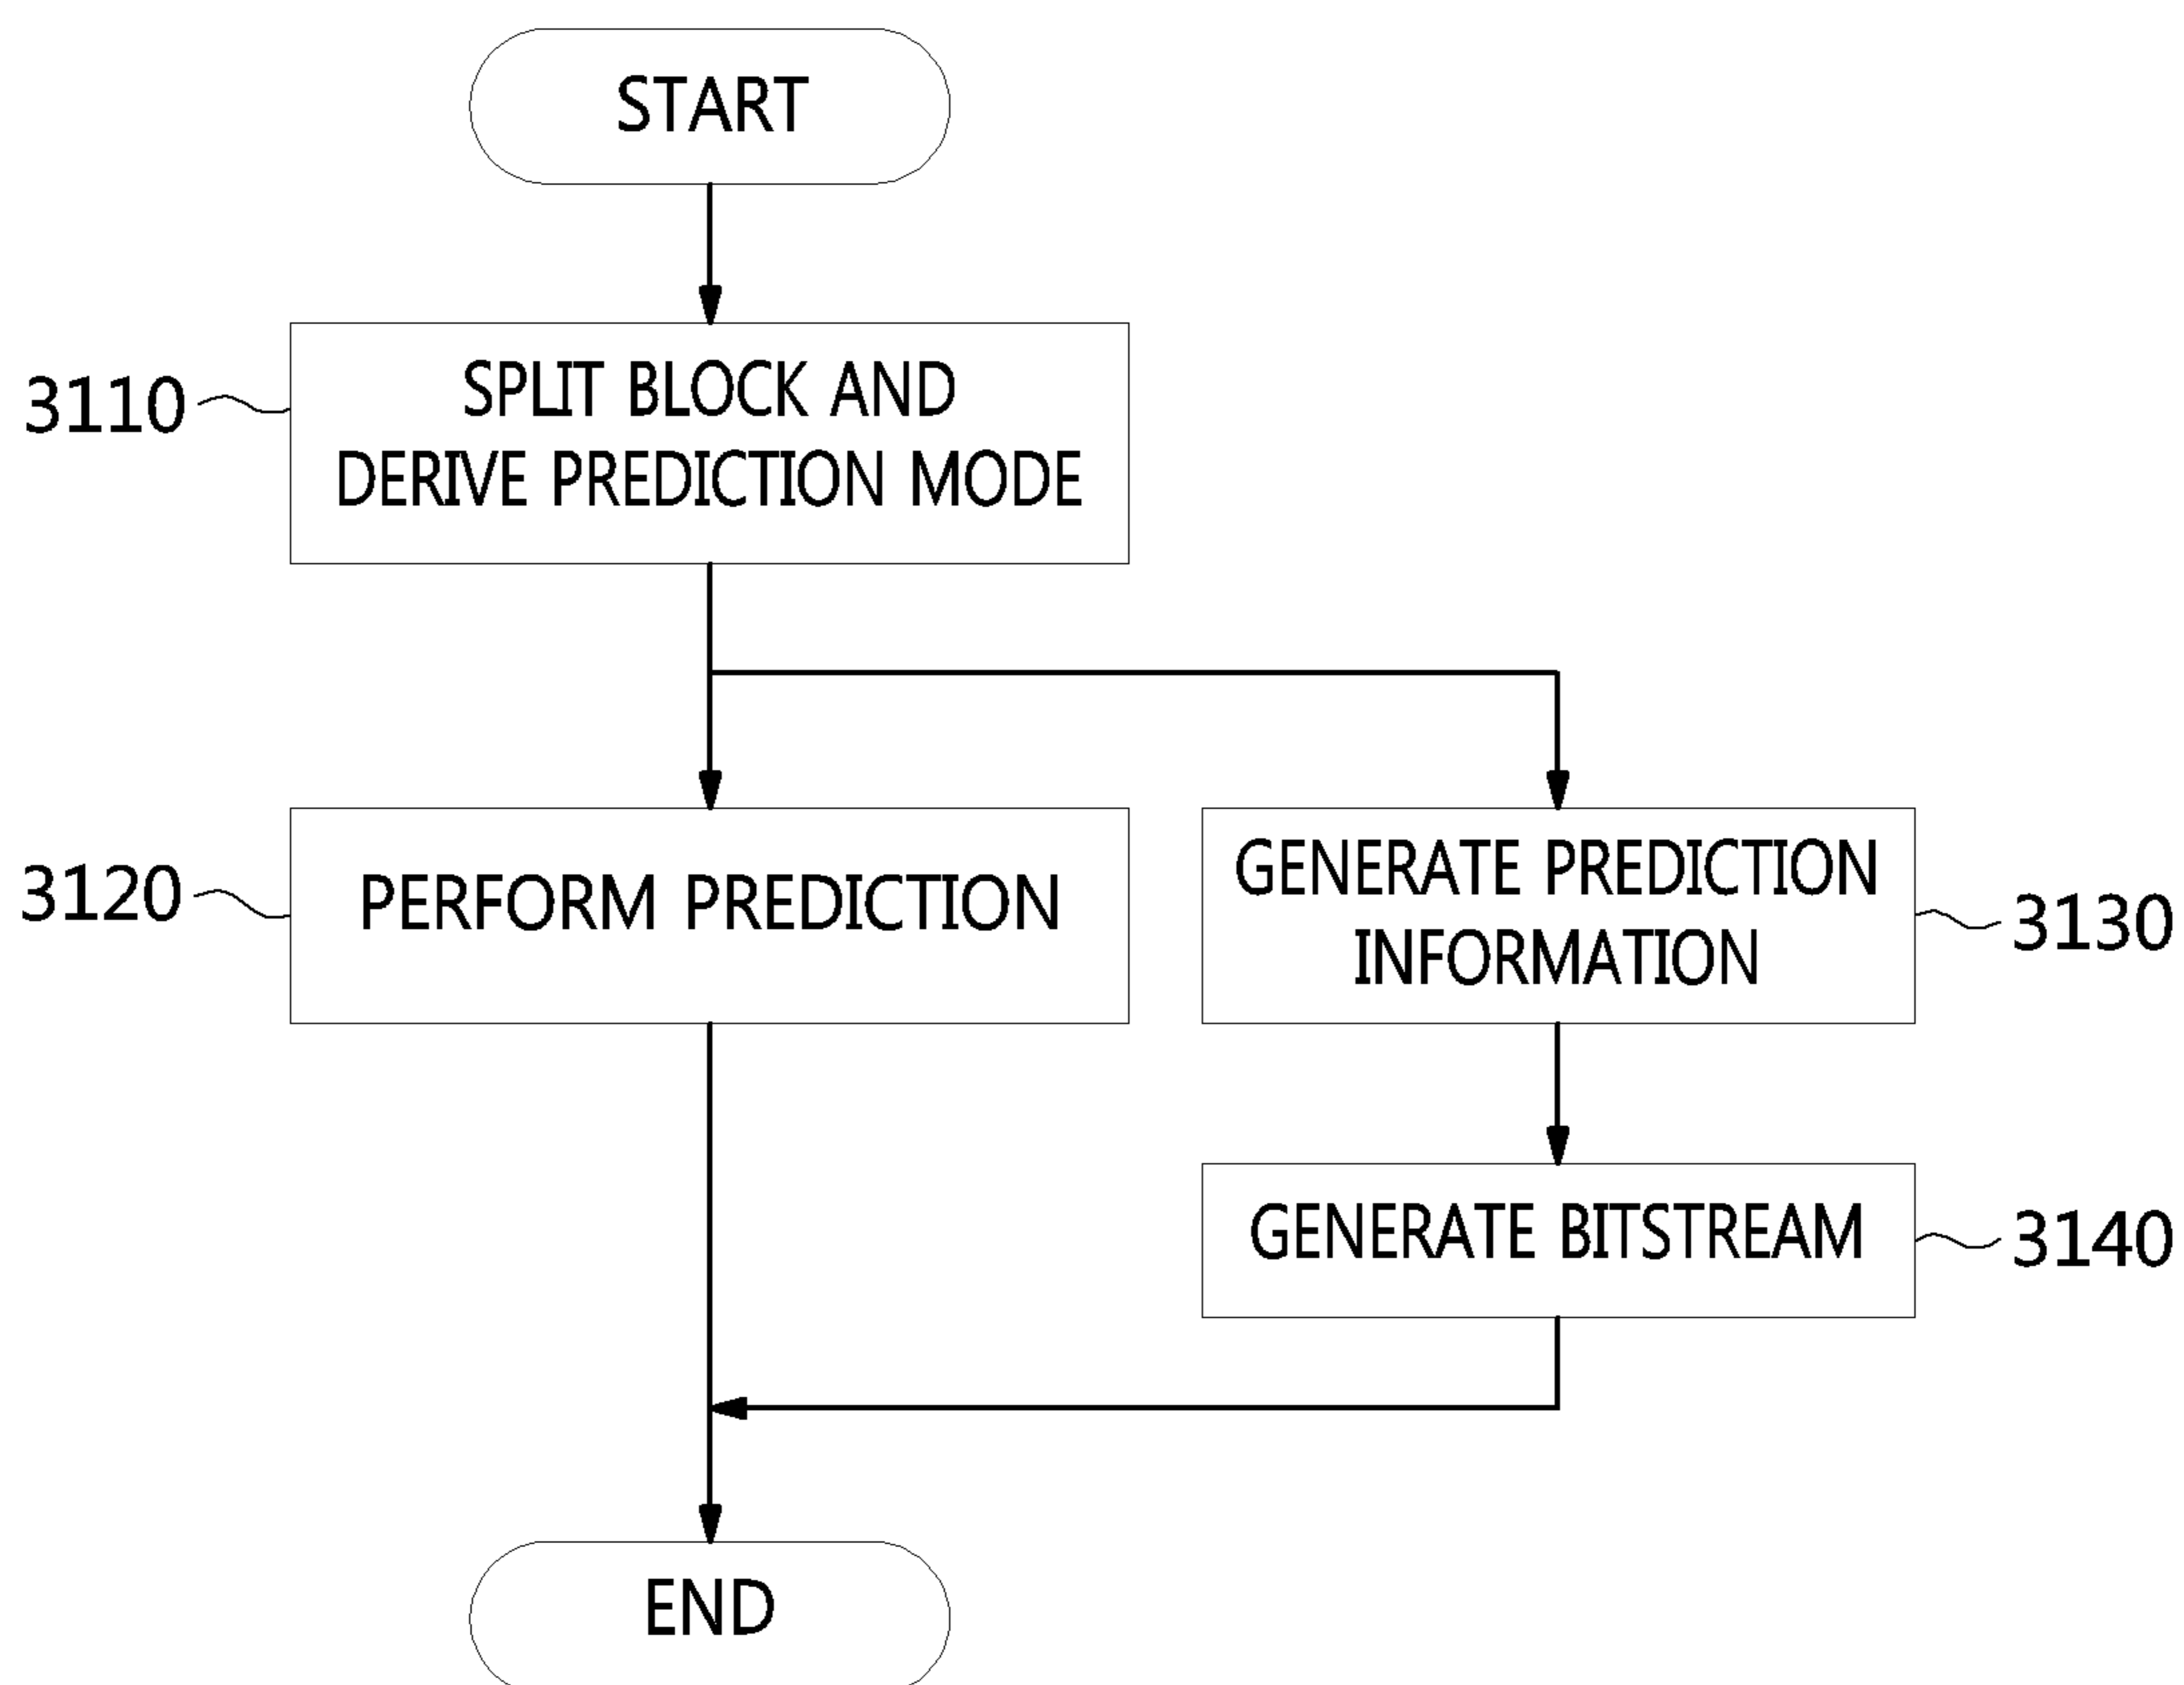 START
3110
SPLIT BLOCK AND
DERIVE PREDICTION MODE
3120
PERFORM PREDICTION
GENERATE PREDICTION
INFORMATION
3130
GENERATE BITSTREAM
3140
END